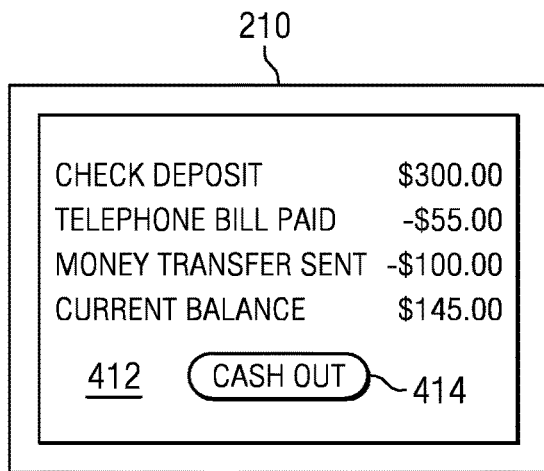 210
CHECK DEPOSIT $300.00
TELEPHONE BILL PAID -$55.00
MONEY TRANSFER SENT -$100.00
CURRENT BALANCE $145.00
412 CASH OUT 414